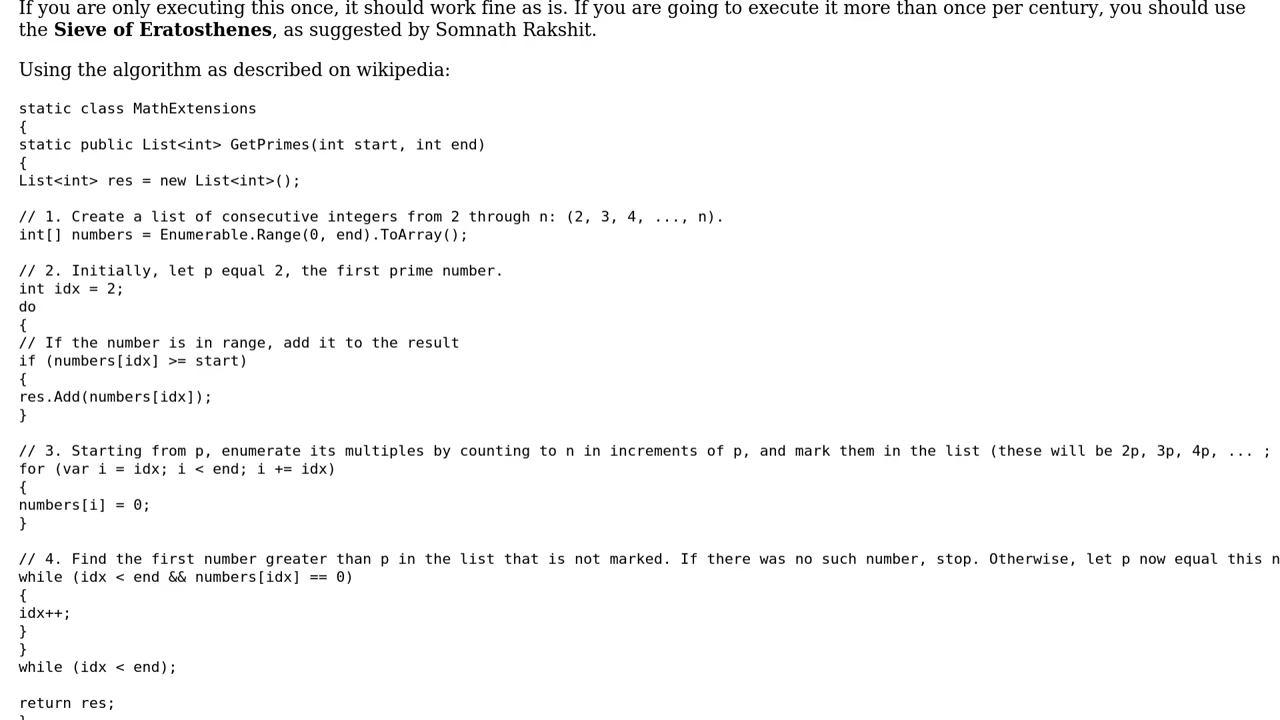 If you are only executing this once, it should work fine as is. If you are going to execute it more than once per century, you should use
the Sieve of Eratosthenes, as suggested by Somnath Rakshit.
Using the algorithm as described on wikipedia:
static class MathExtensions
{
static public List<int> GetPrimes(int start, int end)
{
List<int> res = new List<int>();
// 1. Create a list of consecutive integers from 2 through n: (2, 3, 4, ..., n).
int[] numbers = Enumerable.Range(0, end).ToArray();
// 2. Initially, let p equal 2, the first prime number.
int idx = 2;
do
{
// If the number is in range, add it to the result
if (numbers[idx] >= start)
{
res.Add(numbers[idx]);
}
// 3. Starting from p, enumerate its multiples by counting to n in increments of p, and mark them in the list (these will be 2p, 3p, 4p, ... ;
for (var i = idx; i < end; i += idx)
{
numbers[i] = 0;
}
// 4. Find the first number greater than p in the list that is not marked. If there was no such number, stop. Otherwise, let p now equal this n
while (idx < end && numbers[idx] == 0)
{
idx++;
}
}
while (idx < end);
return res;
}